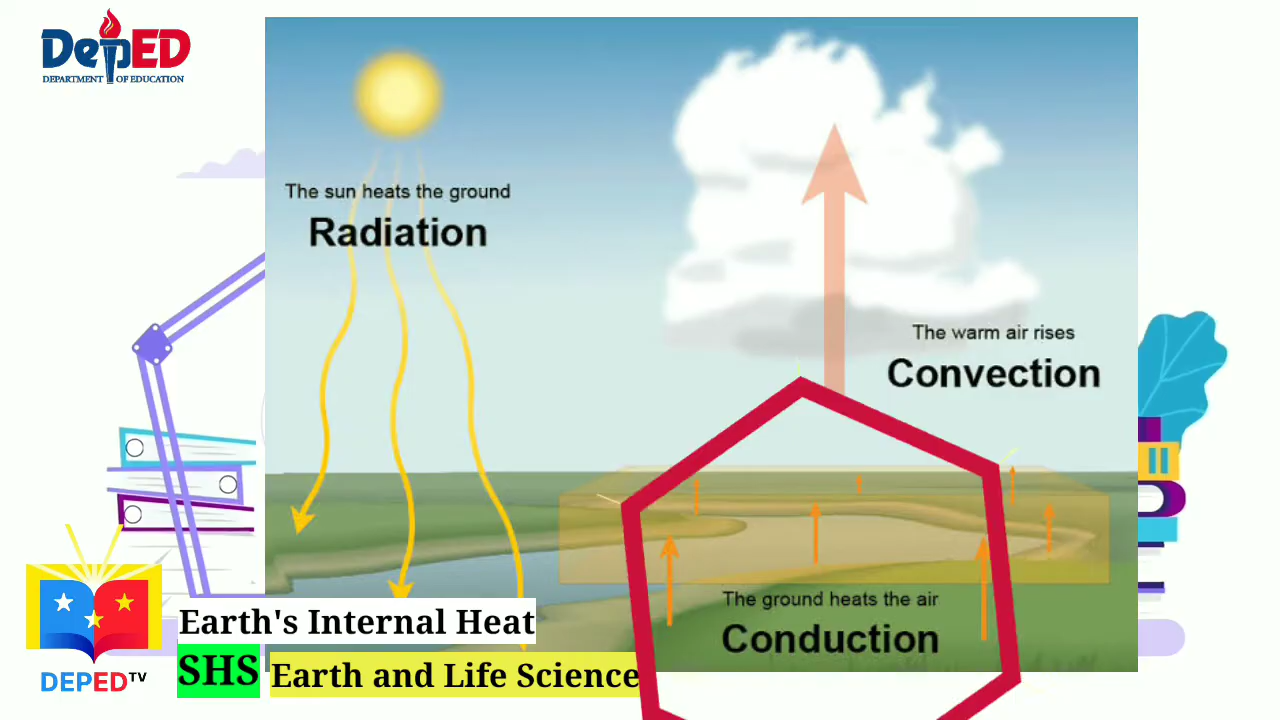 DepED
DEPARTMENT OF EDUCATION
The sun heats the ground
Radiation
The warm air rises
Convection
The ground heats the air
Conduction
Earth's Internal Heat
SHS Earth and Life Science
DEPED TV